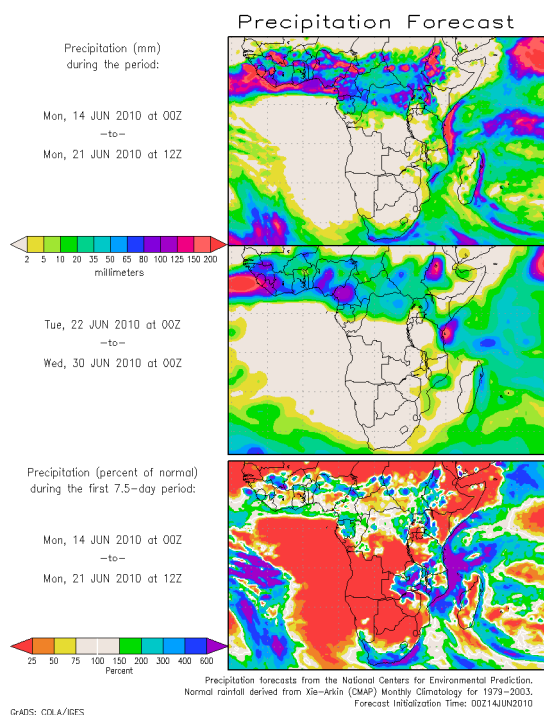 Precipitation Forecast
Precipitation (mm)
during the period:
Mon, 14 JUN 2010 at 00Z
—to—
Mon, 21 JUN 2010 at 12Z
2 5 10 20 35 50 65 80 100 125 150 200
millimeters
Tue, 22 JUN 2010 at 00Z
—to—
Wed, 30 JUN 2010 at 00Z
Precipitation (percent of normal)
during the first 7.5-day period:
Mon, 14 JUN 2010 at 00Z
—to—
Mon, 21 JUN 2010 at 12Z
25 50 75 100 150 200 300 400 600
Percent
Precipitation forecasts from the National Centers for Environmental Prediction.
Normal rainfall derived from Xie-Arkin (CMAP) Monthly Climatology for 1979-2003.
Forecast Initialization Time: 00Z14JUN2010
GrADS: COLA/IGES